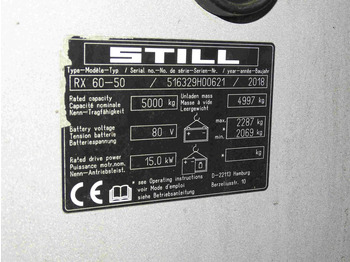 STILL
Type-Modèle-Typ / Serial no.-No. de série-Serien-Nr. / year-année-Baujahr
RX 60-50 / 516329H00621 / 2018
Rated capacity
Capacité nominale
Nenn-Tragfähigkeit
5000 kg
Unladen mass
Masse à vide
Leergewicht
4997 kg
Battery voltage
Tension batterie
Batteriespannung
80 V
max. 2287 kg
min. 2069 kg
Rated drive power
Puissance motr.nom.
Nenn-Antriebsleist.
15.0 kW
* kg
CE
* see Operating instructions
voir Mode d'emploi
siehe Betriebsanleitung
D-22113 Hamburg
Berzeliusstr. 10